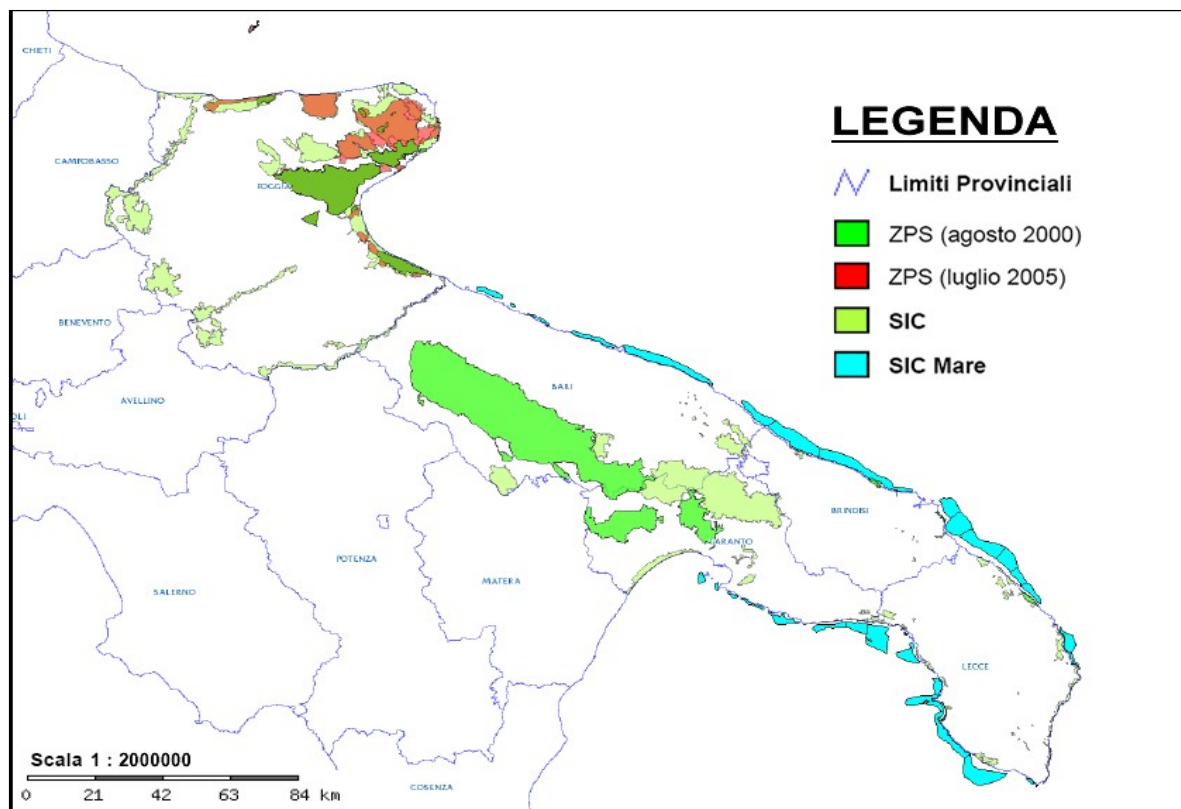 CHIETI
LEGENDA
CAMPOBASSO
Limiti Provinciali
FOGGIA
ZPS (agosto 2000)
ZPS (luglio 2005)
BENEVENTO
SIC
SIC Mare
BARI
AVELLINO
OLI
BRINDISI
TARANTO
POTENZA
MATERA
SALERNO
LECCE
Scala 1 : 2000000
0 21 42 63 84 km
COSENZA